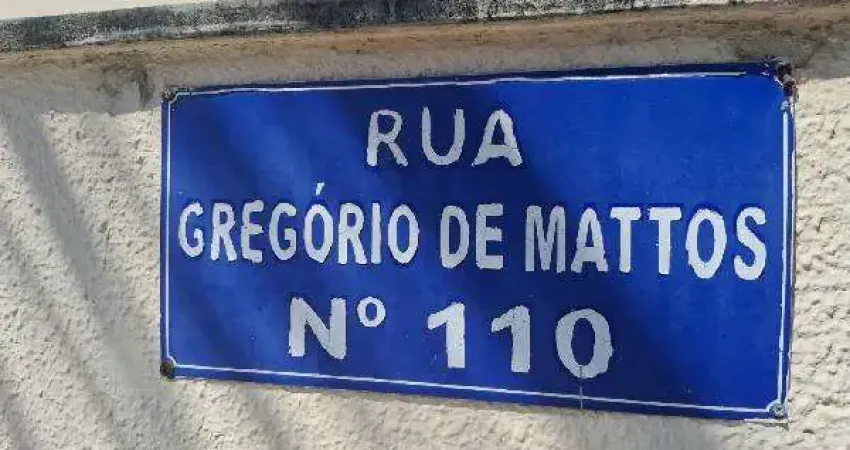 RUA
GREGÓRIO DE MATTOS
Nº 110